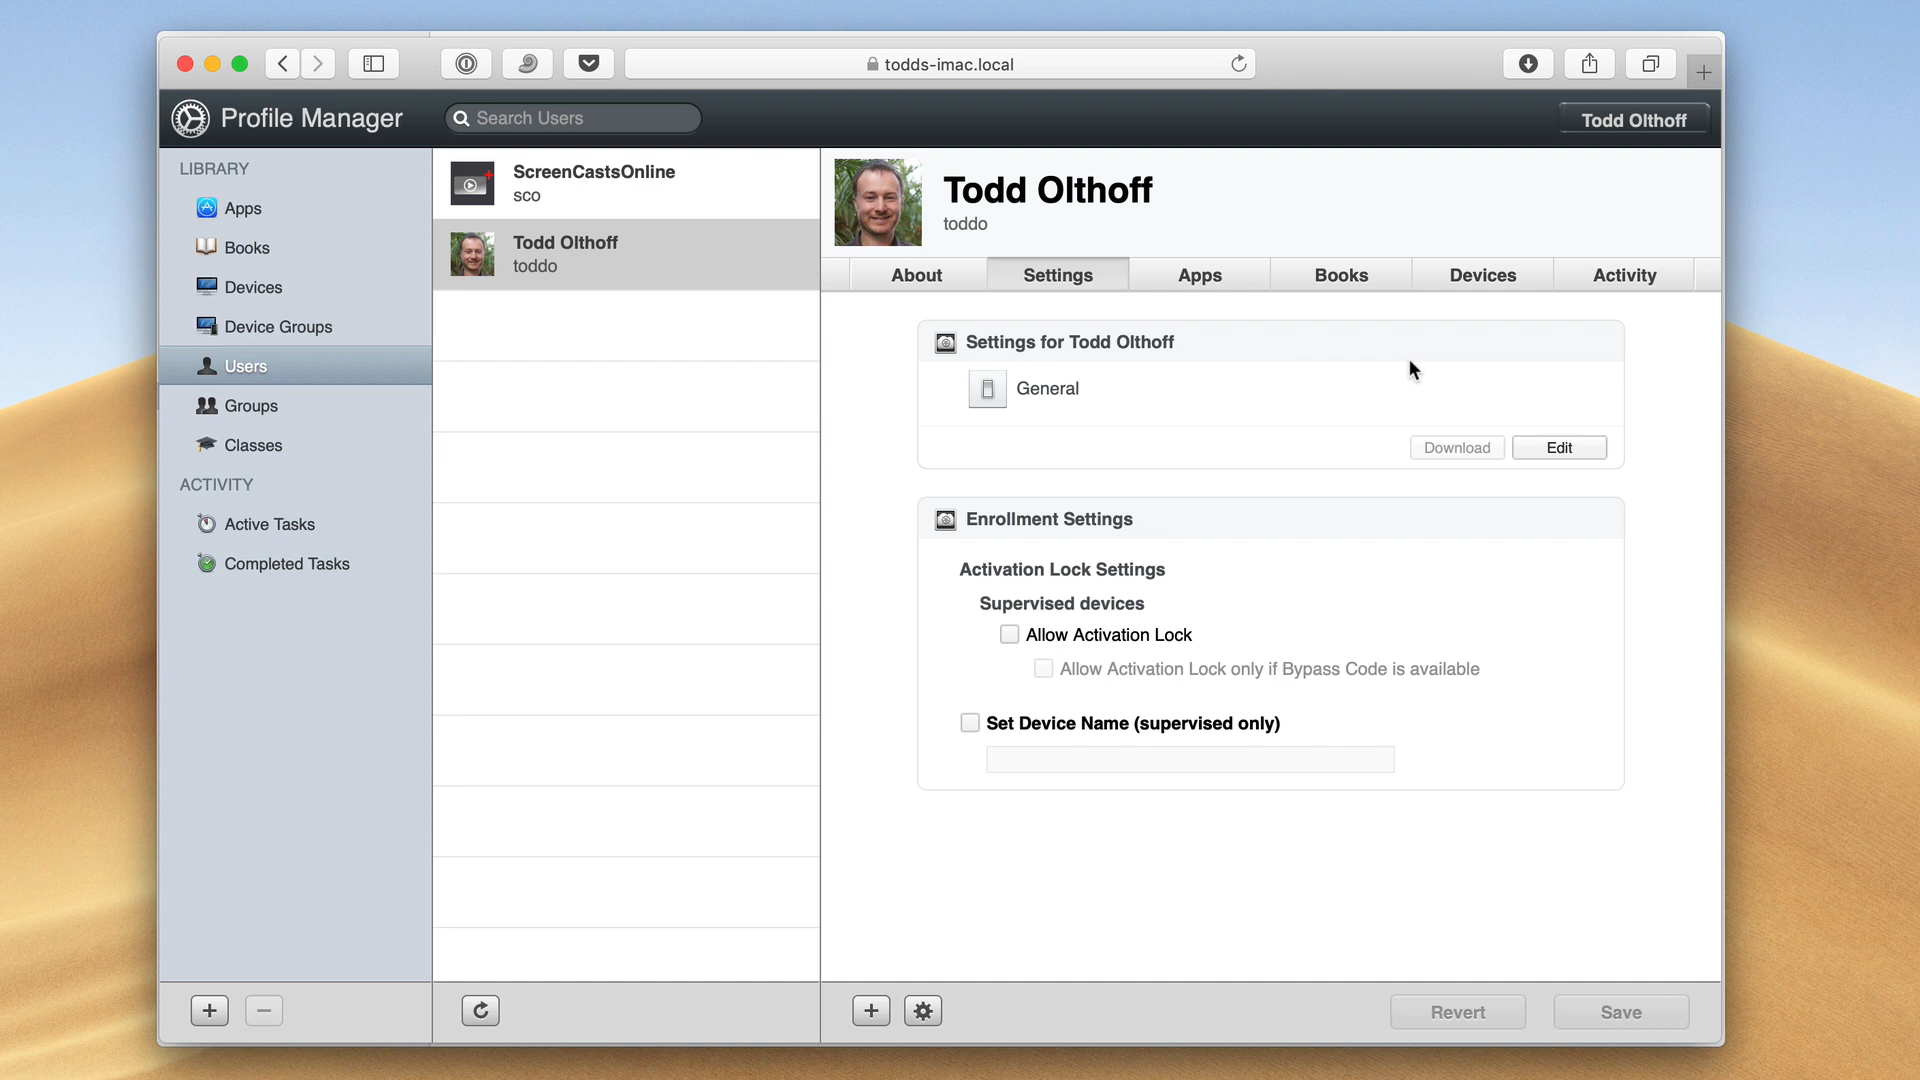 todds-imac.local
Profile Manager
Search Users
Todd Olthoff
LIBRARY
Apps
Books
Devices
Device Groups
Users
Groups
Classes
ACTIVITY
Active Tasks
Completed Tasks
ScreenCastsOnline
sco
Todd Olthoff
toddo
Todd Olthoff
toddo
About Settings Apps Books Devices Activity
Settings for Todd Olthoff
General
Download Edit
Enrollment Settings
Activation Lock Settings
Supervised devices
Allow Activation Lock
Allow Activation Lock only if Bypass Code is available
Set Device Name (supervised only)
Revert Save